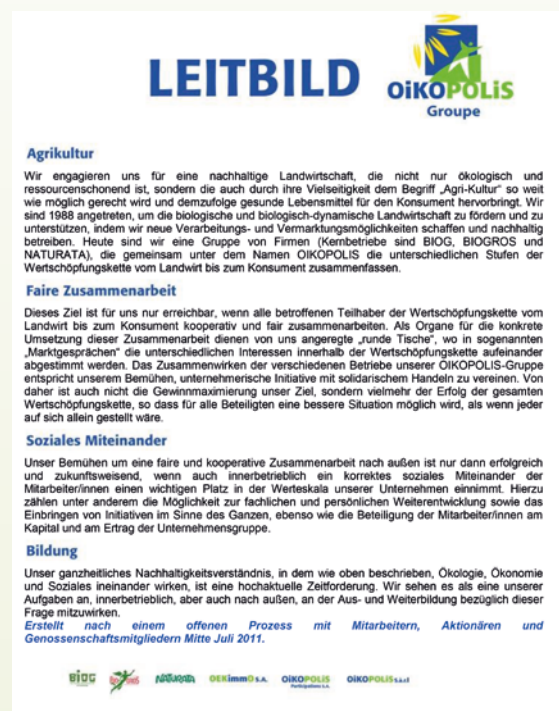 LEITBILD
OiKOPOLiS
Groupe
Agrikultur
Wir engagieren uns für eine nachhaltige Landwirtschaft, die nicht nur ökologisch und
ressourcenschonend ist, sondern die auch durch ihre Vielseitigkeit dem Begriff „Agri-Kultur“ so weit
wie möglich gerecht wird und demzufolge gesunde Lebensmittel für den Konsument hervorbringt. Wir
sind 1988 angetreten, um die biologische und biologisch-dynamische Landwirtschaft zu fördern und zu
unterstützen, indem wir neue Verarbeitungs- und Vermarktungsmöglichkeiten schaffen und nachhaltig
betreiben. Heute sind wir eine Gruppe von Firmen (Kernbetriebe sind BIOG, BIOGROS und
NATURATA), die gemeinsam unter dem Namen OIKOPOLIS die unterschiedlichen Stufen der
Wertschöpfungskette vom Landwirt bis zum Konsument zusammenfassen.
Faire Zusammenarbeit
Dieses Ziel ist für uns nur erreichbar, wenn alle betroffenen Teilhaber der Wertschöpfungskette vom
Landwirt bis zum Konsument kooperativ und fair zusammenarbeiten. Als Organe für die konkrete
Umsetzung dieser Zusammenarbeit dienen von uns angeregte „runde Tische“, wo in sogenannten
„Marktgesprächen“ die unterschiedlichen Interessen innerhalb der Wertschöpfungskette aufeinander
abgestimmt werden. Das Zusammenwirken der verschiedenen Betriebe unserer OIKOPOLIS-Gruppe
entspricht unserem Bemühen, unternehmerische Initiative mit solidarischem Handeln zu vereinen. Von
daher ist auch nicht die Gewinnmaximierung unser Ziel, sondern vielmehr der Erfolg der gesamten
Wertschöpfungskette, so dass für alle Beteiligten eine bessere Situation möglich wird, als wenn jeder
auf sich allein gestellt wäre.
Soziales Miteinander
Unser Bemühen um eine faire und kooperative Zusammenarbeit nach außen ist nur dann erfolgreich
und zukunftsweisend, wenn auch innerbetrieblich ein korrektes soziales Miteinander der
Mitarbeiter/innen einen wichtigen Platz in der Werteskala unserer Unternehmen einnimmt. Hierzu
zählen unter anderem die Möglichkeit zur fachlichen und persönlichen Weiterentwicklung sowie das
Einbringen von Initiativen im Sinne des Ganzen, ebenso wie die Beteiligung der Mitarbeiter/innen am
Kapital und am Ertrag der Unternehmensgruppe.
Bildung
Unser ganzheitliches Nachhaltigkeitsverständnis, in dem wie oben beschrieben, Ökologie, Ökonomie
und Soziales ineinander wirken, ist eine hochaktuelle Zeitforderung. Wir sehen es als eine unserer
Aufgaben an, innerbetrieblich, aber auch nach außen, an der Aus- und Weiterbildung bezüglich dieser
Frage mitzuwirken.
Erstellt nach einem offenen Prozess mit Mitarbeitern, Aktionären und
Genossenschaftsmitgliedern Mitte Juli 2011.
BIOG NATURATA OEKimmO S.A. OiKOPOLiS Participations S.A. OiKOPOLiS s.à r.l